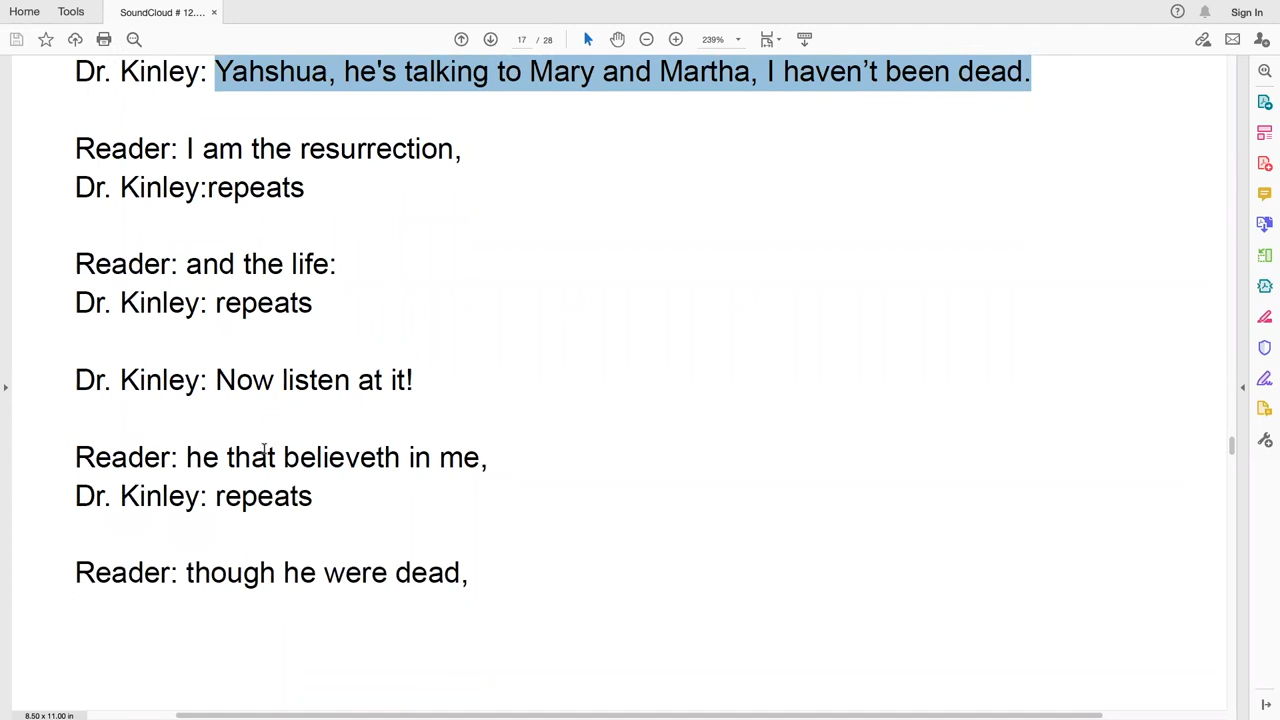 Home Tools SoundCloud # 12.... × Sign In
17 / 28 239%
Dr. Kinley: Yahshua, he's talking to Mary and Martha, I haven’t been dead.
Reader: I am the resurrection,
Dr. Kinley:repeats
Reader: and the life:
Dr. Kinley: repeats
Dr. Kinley: Now listen at it!
Reader: he that believeth in me,
Dr. Kinley: repeats
Reader: though he were dead,
8.50 x 11.00 in